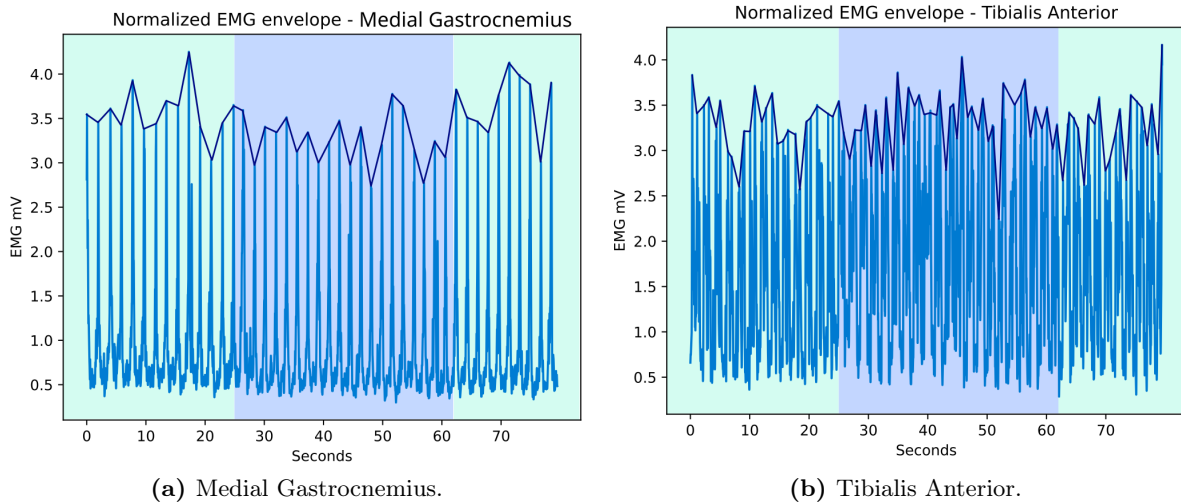 Normalized EMG envelope - Medial Gastrocnemius
EMG mV
4.0
3.5
3.0
2.5
2.0
1.5
1.0
0.5
0 10 20 30 40 50 60 70
Seconds
(a) Medial Gastrocnemius.
Normalized EMG envelope - Tibialis Anterior
EMG mV
4.0
3.5
3.0
2.5
2.0
1.5
1.0
0.5
0 10 20 30 40 50 60 70
Seconds
(b) Tibialis Anterior.